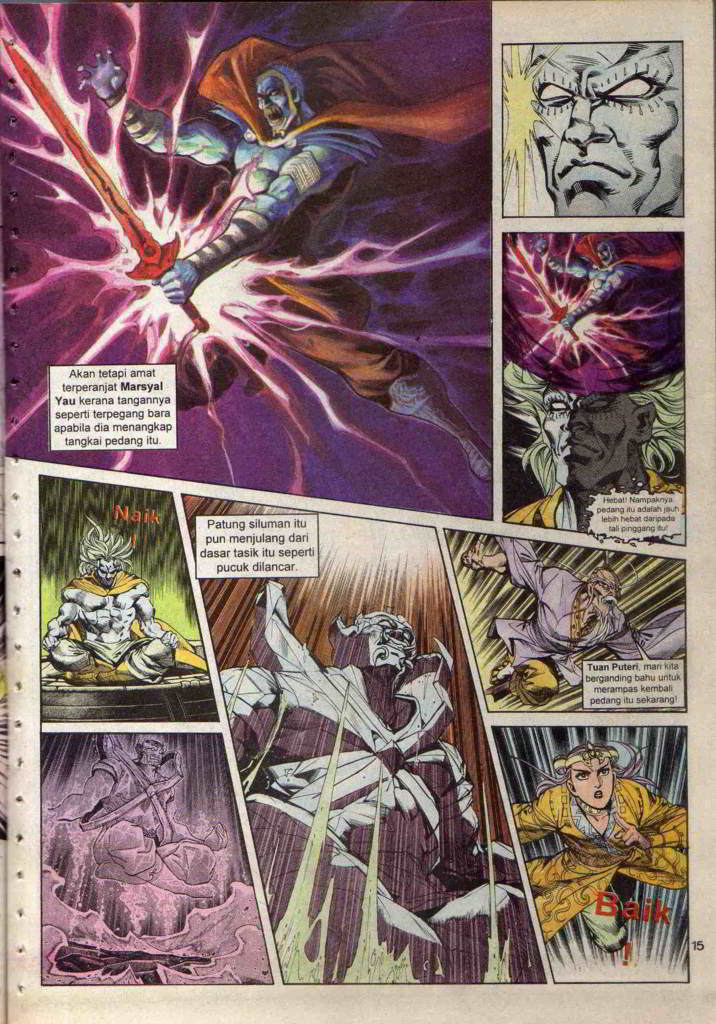 Akan tetapi amat
terperanjat Marsyal
Yau kerana tangannya
seperti terpegang bara
apabila dia menangkap
tangkai pedang itu.
Hebat! Nampaknya
pedang itu adalah jauh
lebih hebat daripada
tali pinggang itu!
Naik
!
Patung siluman itu
pun menjulang dari
dasar tasik itu seperti
pucuk dilancar.
Tuan Puteri, mari kita
berganding bahu untuk
merampas kembali
pedang itu sekarang!
Baik
!
15